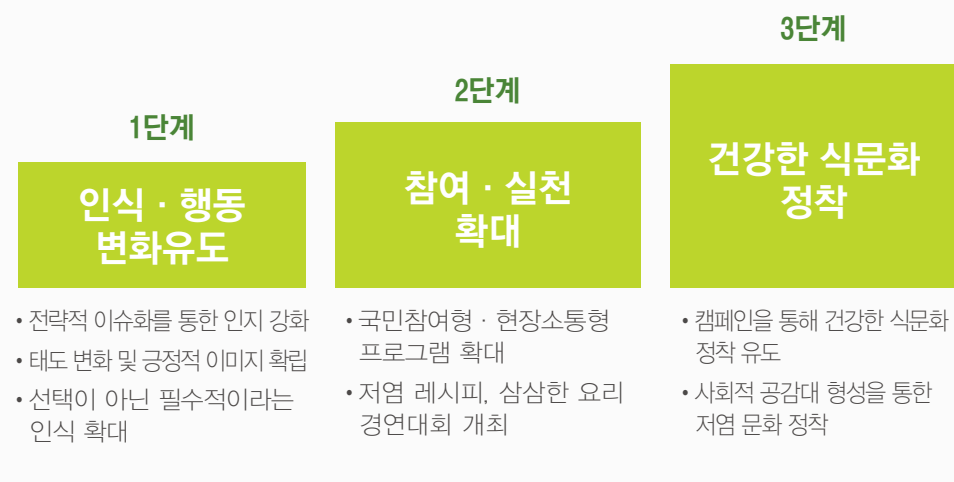 1단계
인식 · 행동
변화유도
• 전략적 이슈화를 통한 인지 강화
• 태도 변화 및 긍정적 이미지 확립
• 선택이 아닌 필수적이라는
인식 확대
2단계
참여 · 실천
확대
• 국민참여형 · 현장소통형
프로그램 확대
• 저염 레시피, 삼삼한 요리
경연대회 개최
3단계
건강한 식문화
정착
• 캠페인을 통해 건강한 식문화
정착 유도
• 사회적 공감대 형성을 통한
저염 문화 정착